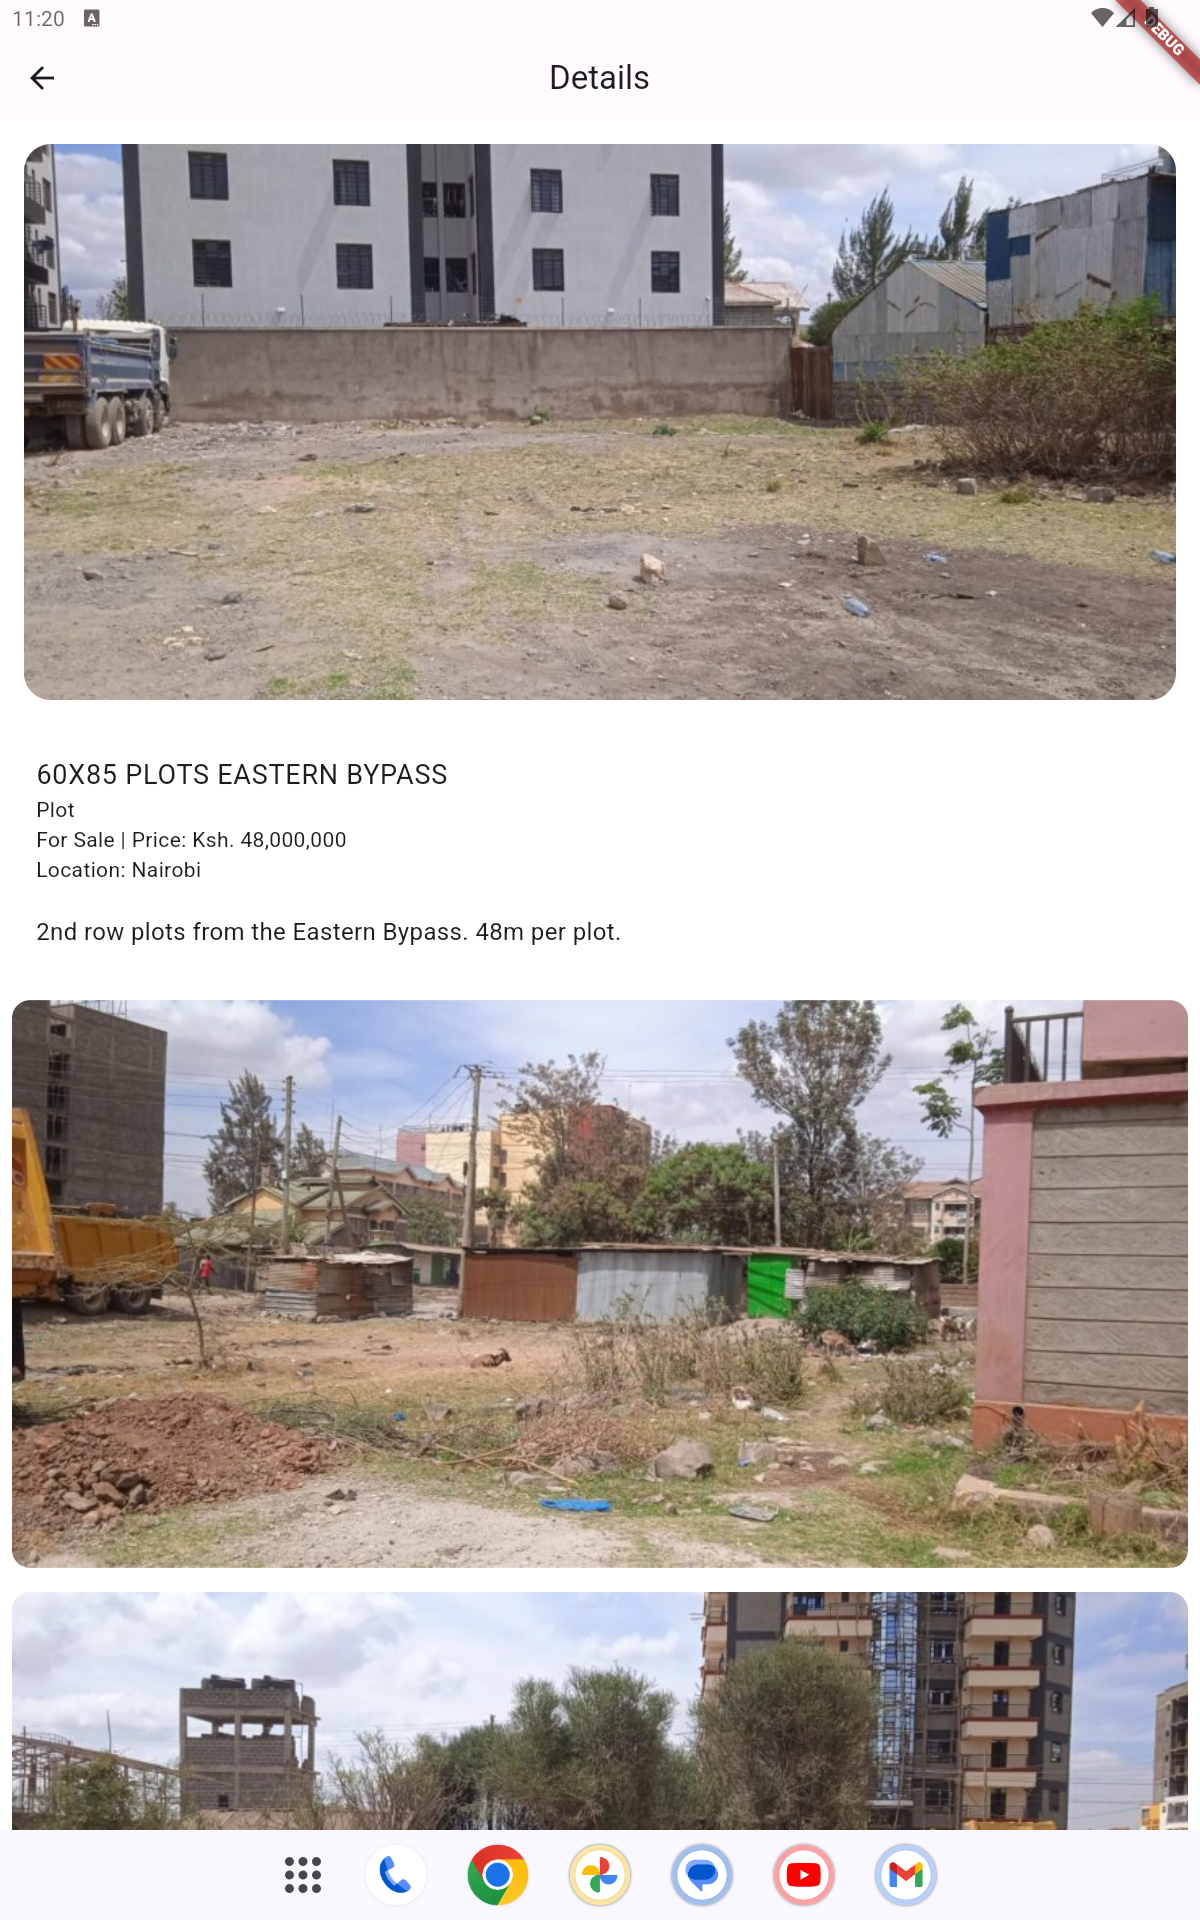 11:20
DEBUG
Details
60X85 PLOTS EASTERN BYPASS
Plot
For Sale | Price: Ksh. 48,000,000
Location: Nairobi
2nd row plots from the Eastern Bypass. 48m per plot.